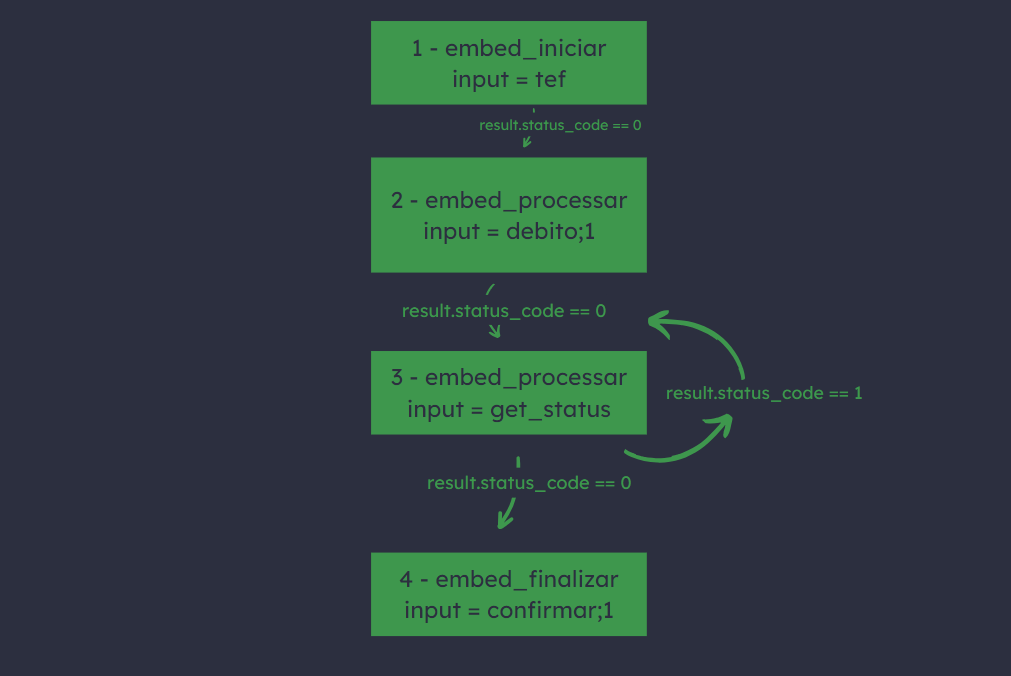 1 - embed_iniciar
input = tef
result.status_code == 0
2 - embed_processar
input = debito;1
result.status_code == 0
3 - embed_processar
input = get_status
result.status_code == 1
result.status_code == 0
4 - embed_finalizar
input = confirmar;1